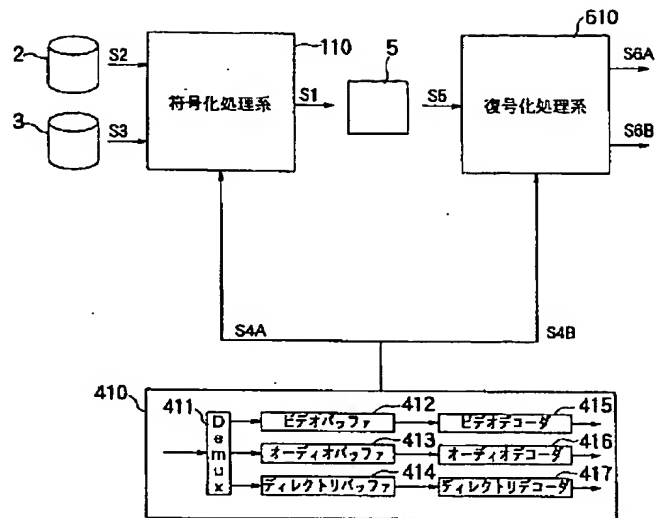 2
S2
3
S3
符号化処理系
110
S1
5
S5
復号化処理系
610
S6A
S6B
S4A
S4B
410
411
Demux
ビデオバッファ
412
ビデオデコーダ
415
オーディオバッファ
413
オーディオデコーダ
416
ディレクトリバッファ
414
ディレクトリデコーダ
417